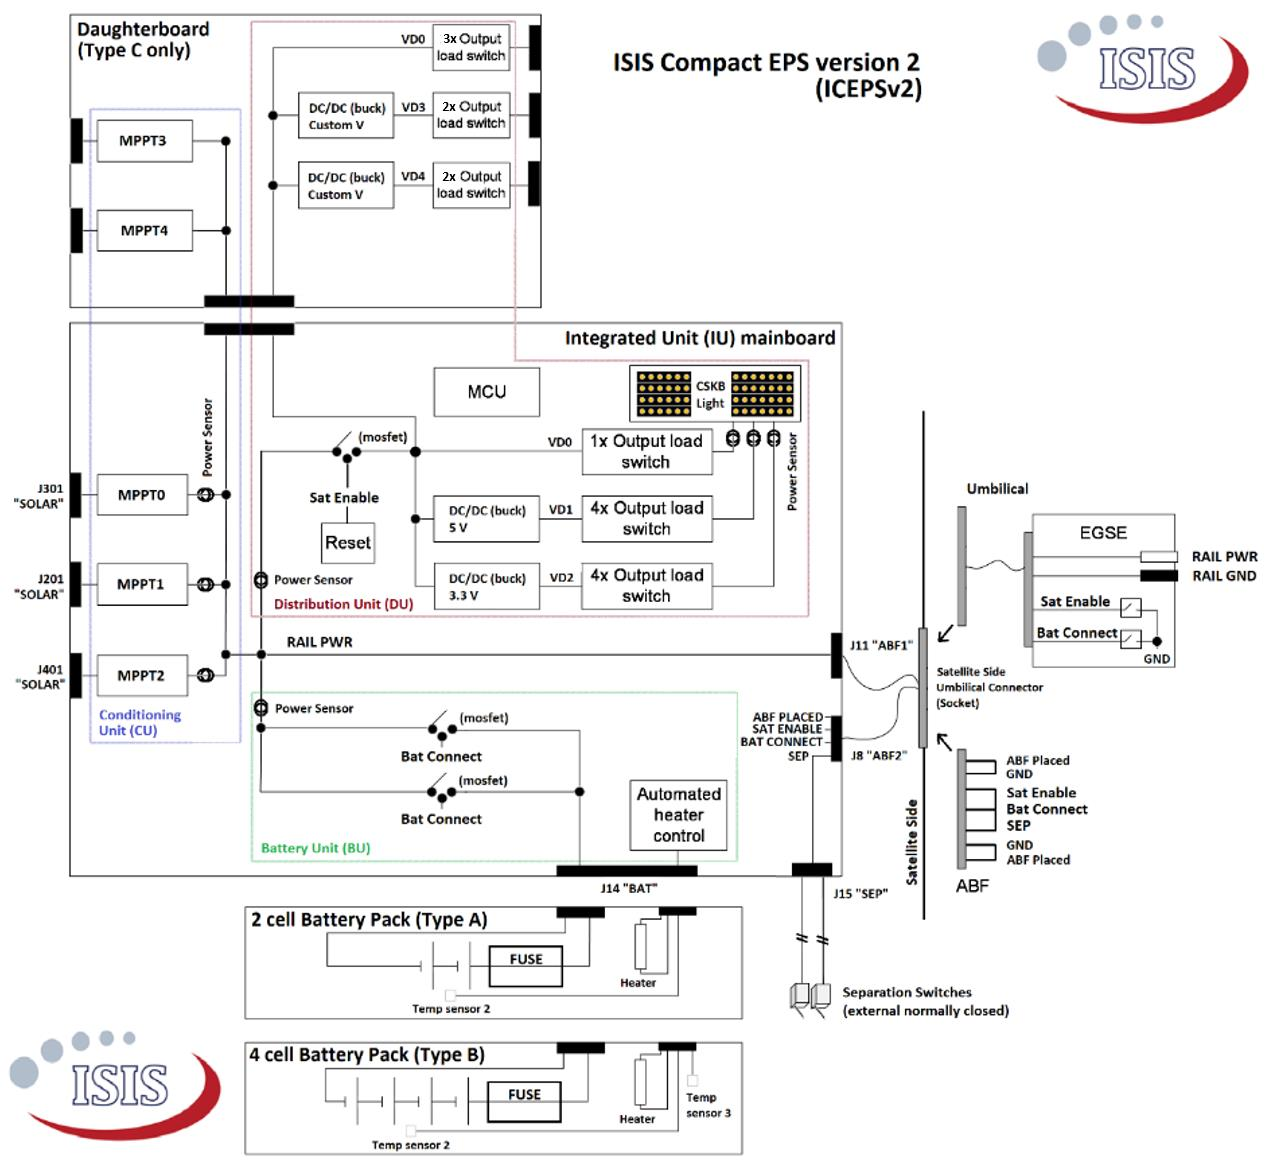 Daughterboard
(Type C only)
ISIS Compact EPS version 2
(ICEPSv2)
ISIS
VD0
3x Output
load switch
DC/DC (buck)
Custom V
VD3
2x Output
load switch
DC/DC (buck)
Custom V
VD4
2x Output
load switch
MPPT3
MPPT4
Integrated Unit (IU) mainboard
MCU
CSKB
Light
Power Sensor
(mosfet)
VD0
1x Output load
switch
Power Sensor
Sat Enable
Reset
DC/DC (buck)
5 V
VD1
4x Output load
switch
DC/DC (buck)
3.3 V
VD2
4x Output load
switch
J301
"SOLAR"
MPPT0
J201
"SOLAR"
MPPT1
J401
"SOLAR"
MPPT2
Power Sensor
Distribution Unit (DU)
RAIL PWR
Conditioning
Unit (CU)
Power Sensor
(mosfet)
Bat Connect
(mosfet)
Bat Connect
Automated
heater
control
Battery Unit (BU)
J14 "BAT"
J11 "ABF1"
ABF PLACED
SAT ENABLE
BAT CONNECT
SEP
J8 "ABF2"
J15 "SEP"
Umbilical
EGSE
RAIL PWR
RAIL GND
Sat Enable
Bat Connect
GND
Satellite Side
Umbilical Connector
(Socket)
Satellite Side
ABF Placed
GND
Sat Enable
Bat Connect
SEP
GND
ABF Placed
ABF
2 cell Battery Pack (Type A)
FUSE
Heater
Temp sensor 2
Separation Switches
(external normally closed)
4 cell Battery Pack (Type B)
FUSE
Heater
Temp
sensor 3
Temp sensor 2
ISIS